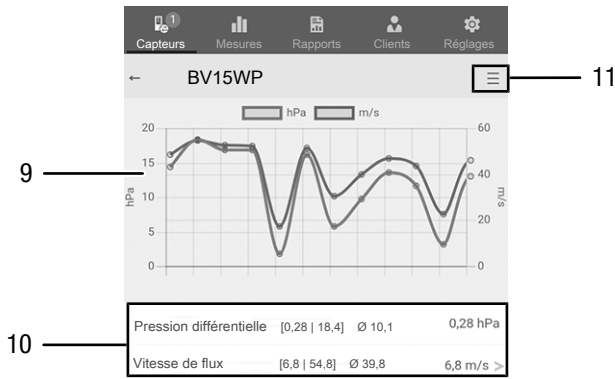 1
Capteurs Mesures Rapports Clients Réglages
← BV15WP ☰ 11
hPa m/s
20 60
15 40
9
hPa
10
m/s
20
5
0 0
10
Pression différentielle [0,28 | 18,4] Ø 10,1 0,28 hPa
Vitesse de flux [6,8 | 54,8] Ø 39,8 6,8 m/s >